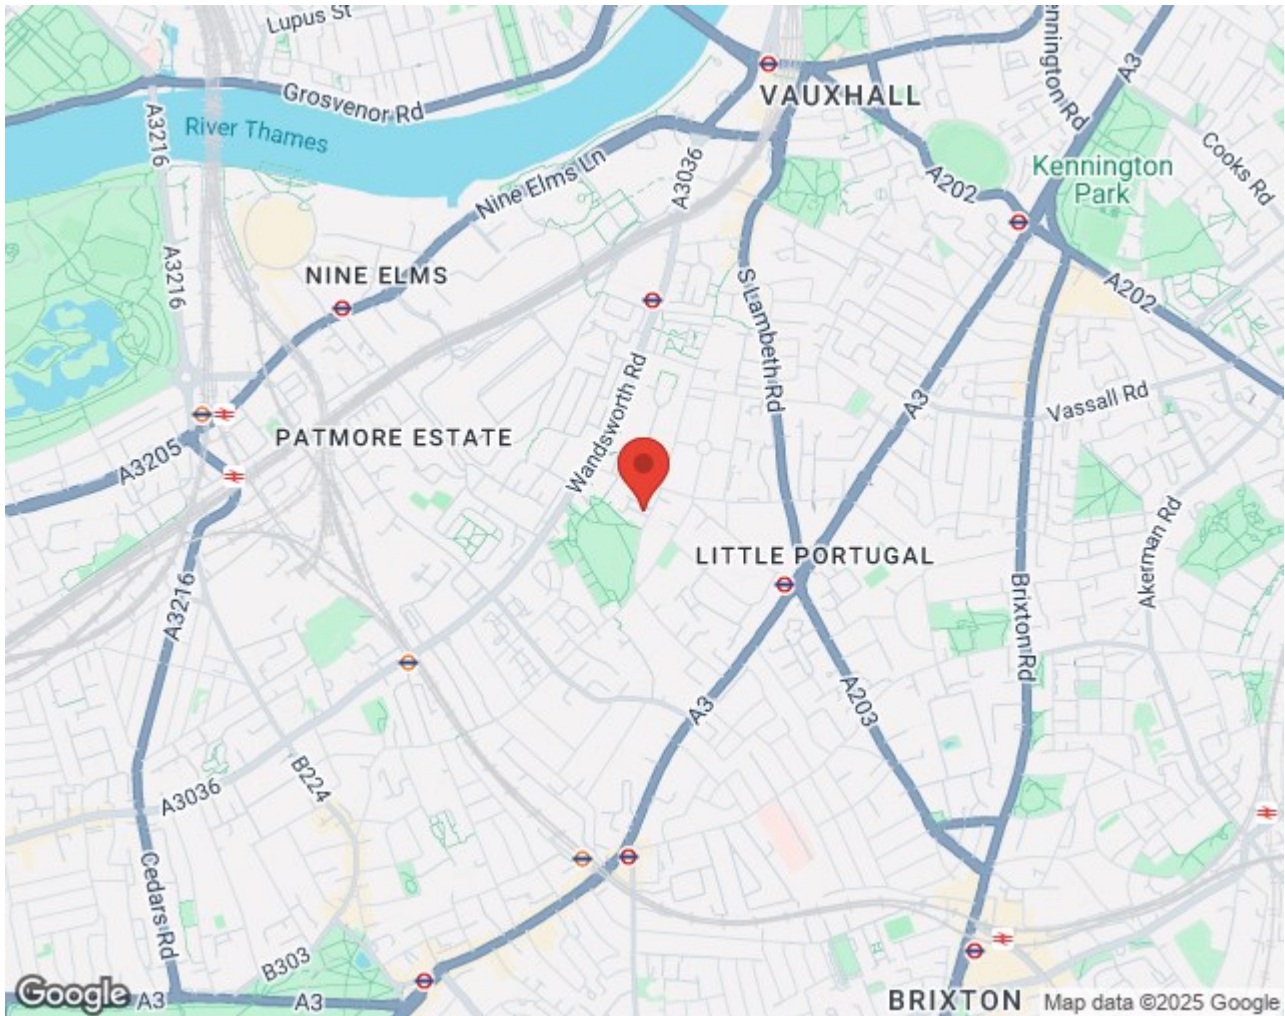 Lupus St
Grosvenor Rd
River Thames
A3216
A3216
Nine Elms Ln
A3036
VAUXHALL
A202
A3
Kennington
Park
Cooks Rd
A202
NINE ELMS
S Lambeth Rd
Wandsworth Rd
A3
Vassall Rd
PATMORE ESTATE
A3205
LITTLE PORTUGAL
Akerman Rd
Brixton Rd
A3216
A3
A203
A3036
B224
Cedars Rd
B303
Google
A3
A3
BRIXTON
Map data ©2025 Google